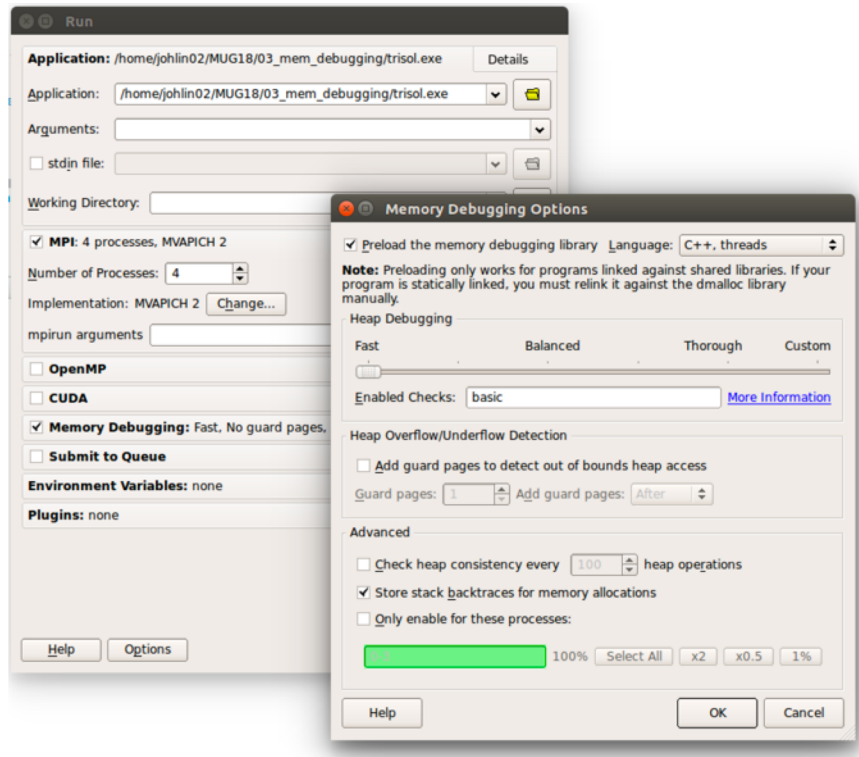 Run
Application: /home/johlin02/MUG18/03_mem_debugging/trisol.exe
Details
Application: /home/johlin02/MUG18/03_mem_debugging/trisol.exe
Arguments:
stdin file:
Working Directory:
MPI: 4 processes, MVAPICH 2
Number of Processes: 4
Implementation: MVAPICH 2 Change...
mpirun arguments
OpenMP
CUDA
Memory Debugging: Fast, No guard pages,
Submit to Queue
Environment Variables: none
Plugins: none
Help Options
Memory Debugging Options
Preload the memory debugging library Language: C++, threads
Note: Preloading only works for programs linked against shared libraries. If your
program is statically linked, you must relink it against the dmalloc library
manually.
Heap Debugging
Fast Balanced Thorough Custom
Enabled Checks: basic More Information
Heap Overflow/Underflow Detection
Add guard pages to detect out of bounds heap access
Guard pages: 1 Add guard pages: After
Advanced
Check heap consistency every 100 heap operations
Store stack backtraces for memory allocations
Only enable for these processes:
100% Select All x2 x0.5 1%
Help OK Cancel